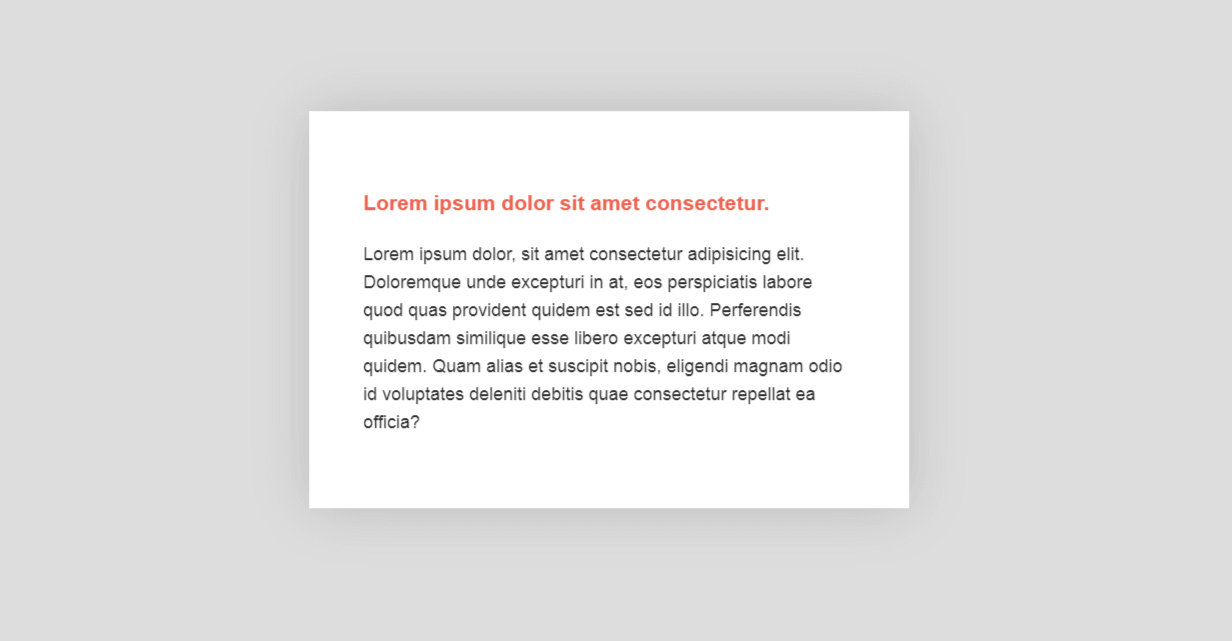 Lorem ipsum dolor sit amet consectetur.
Lorem ipsum dolor, sit amet consectetur adipisicing elit.
Doloremque unde excepturi in at, eos perspiciatis labore
quod quas provident quidem est sed id illo. Perferendis
quibusdam similique esse libero excepturi atque modi
quidem. Quam alias et suscipit nobis, eligendi magnam odio
id voluptates deleniti debitis quae consectetur repellat ea
officia?